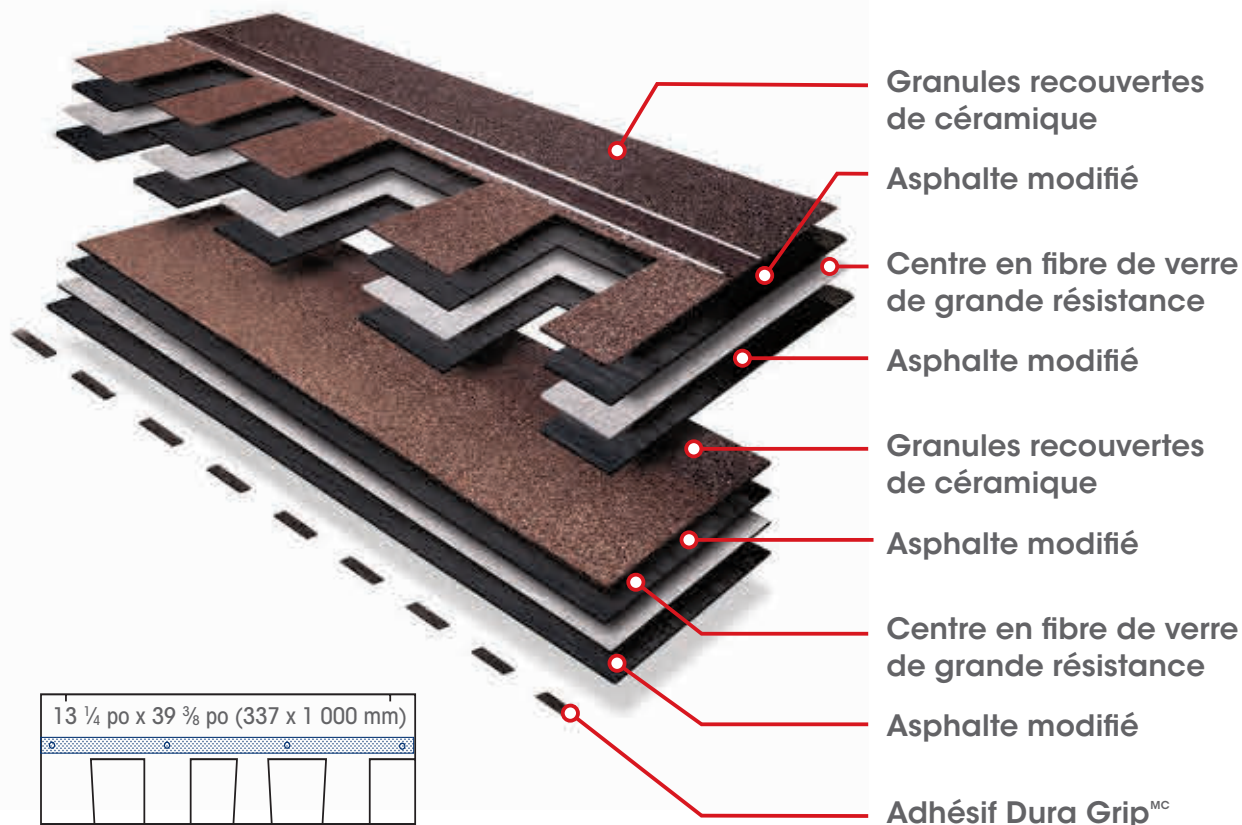 Granules recouvertes
de céramique
Asphalte modifié
Centre en fibre de verre
de grande résistance
Asphalte modifié
Granules recouvertes
de céramique
Asphalte modifié
Centre en fibre de verre
de grande résistance
Asphalte modifié
Adhésif Dura Grip ᴹᶜ
13 ¼ po x 39 ⅜ po (337 x 1 000 mm)